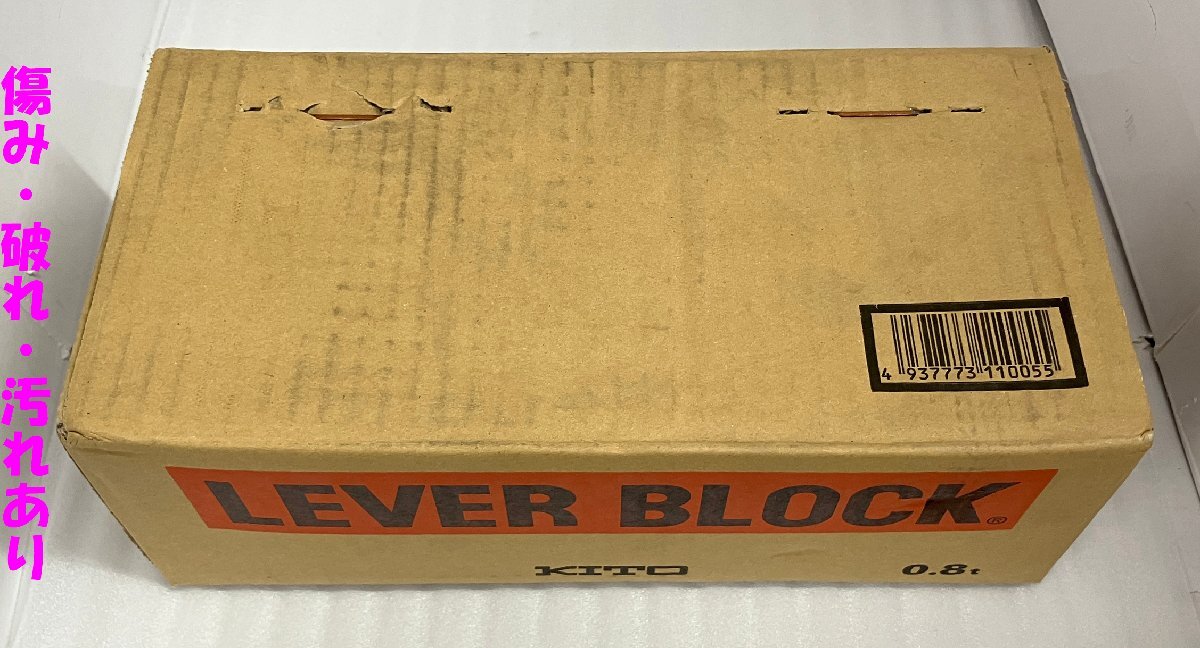 傷み・破れ・汚れあり
4 937773 110055
LEVER BLOCK®
KITO
0.8t